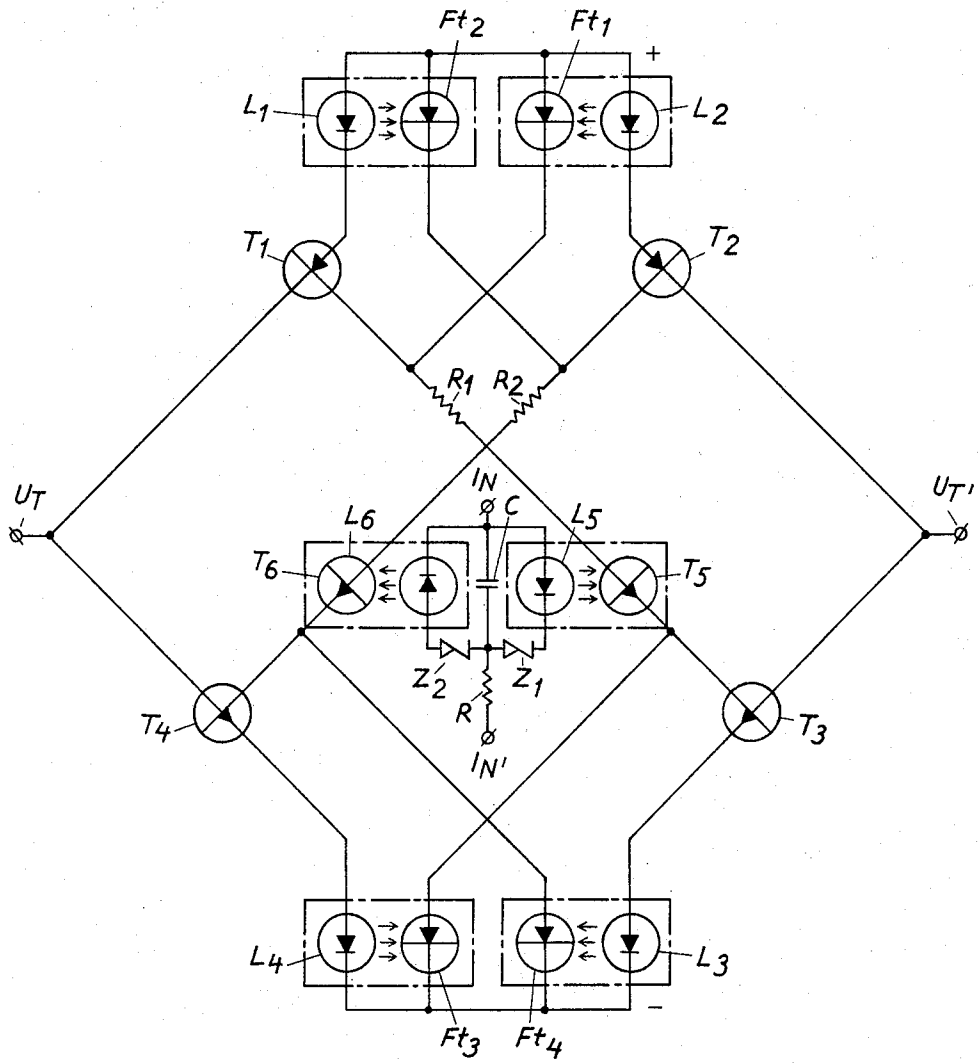 Ft2 Ft1
+
L1 L2
T1 T2
R1 R2
UT IN C UT'
L6 L5
T6 T5
Z2 Z1
R
T4 T3
IN'
L4 L3
−
Ft3 Ft4